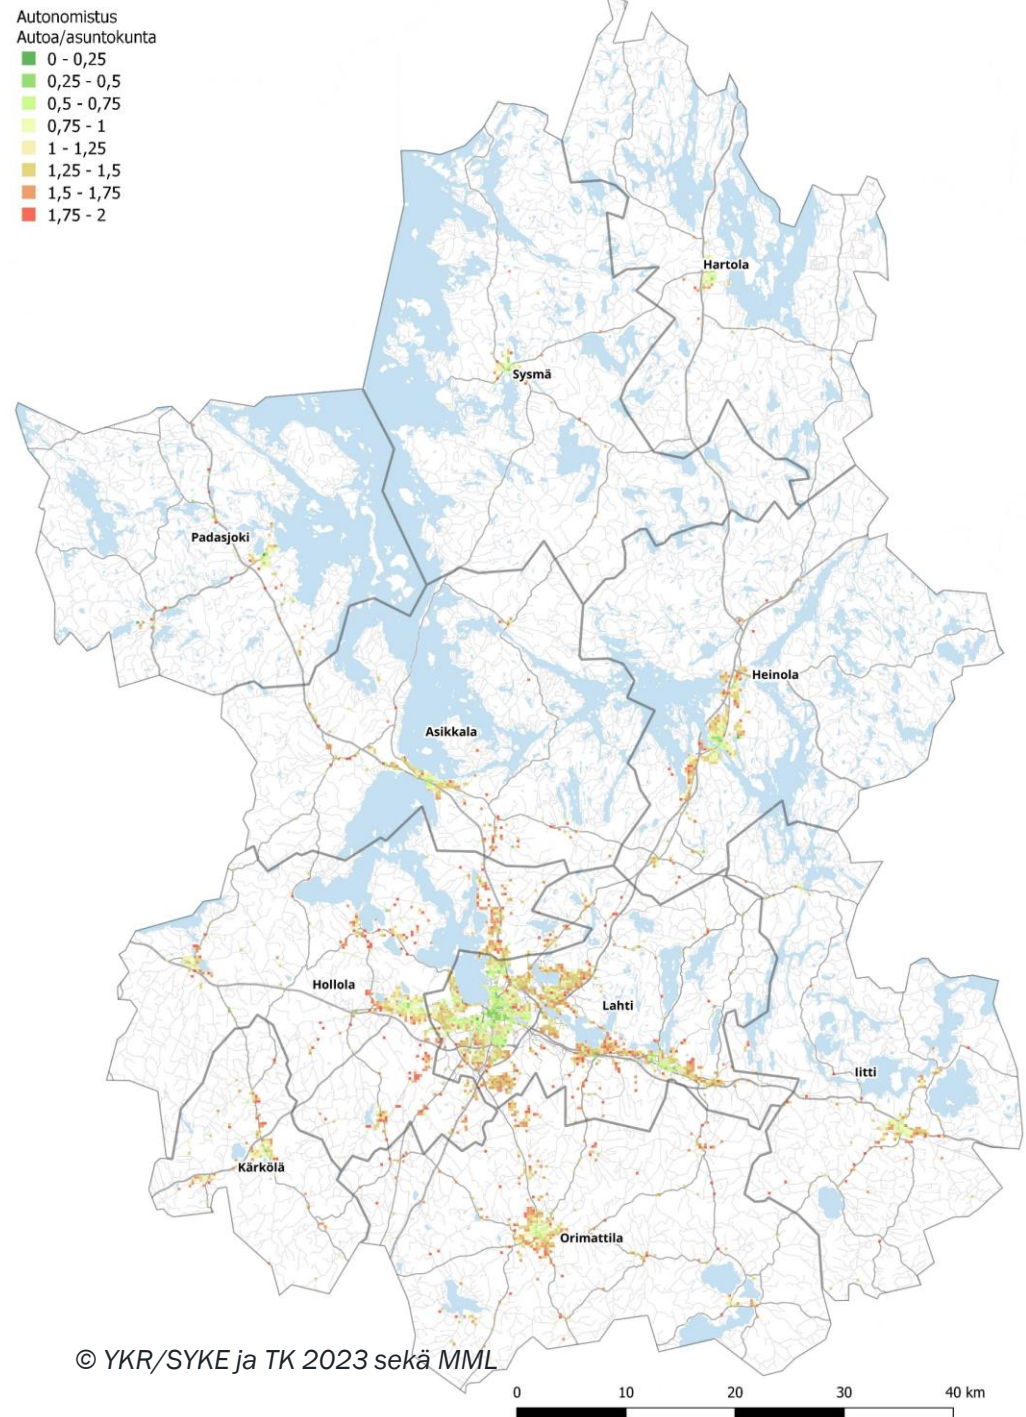 Autonomistus
Autoa/asuntokunta
0 - 0,25
0,25 - 0,5
0,5 - 0,75
0,75 - 1
1 - 1,25
1,25 - 1,5
1,5 - 1,75
1,75 - 2
Hartola
Sysmä
Padasjoki
Heinola
Asikkala
Hollola
Lahti
Iitti
Kärkölä
Orimattila
© YKR/SYKE ja TK 2023 sekä MML
0 10 20 30 40 km